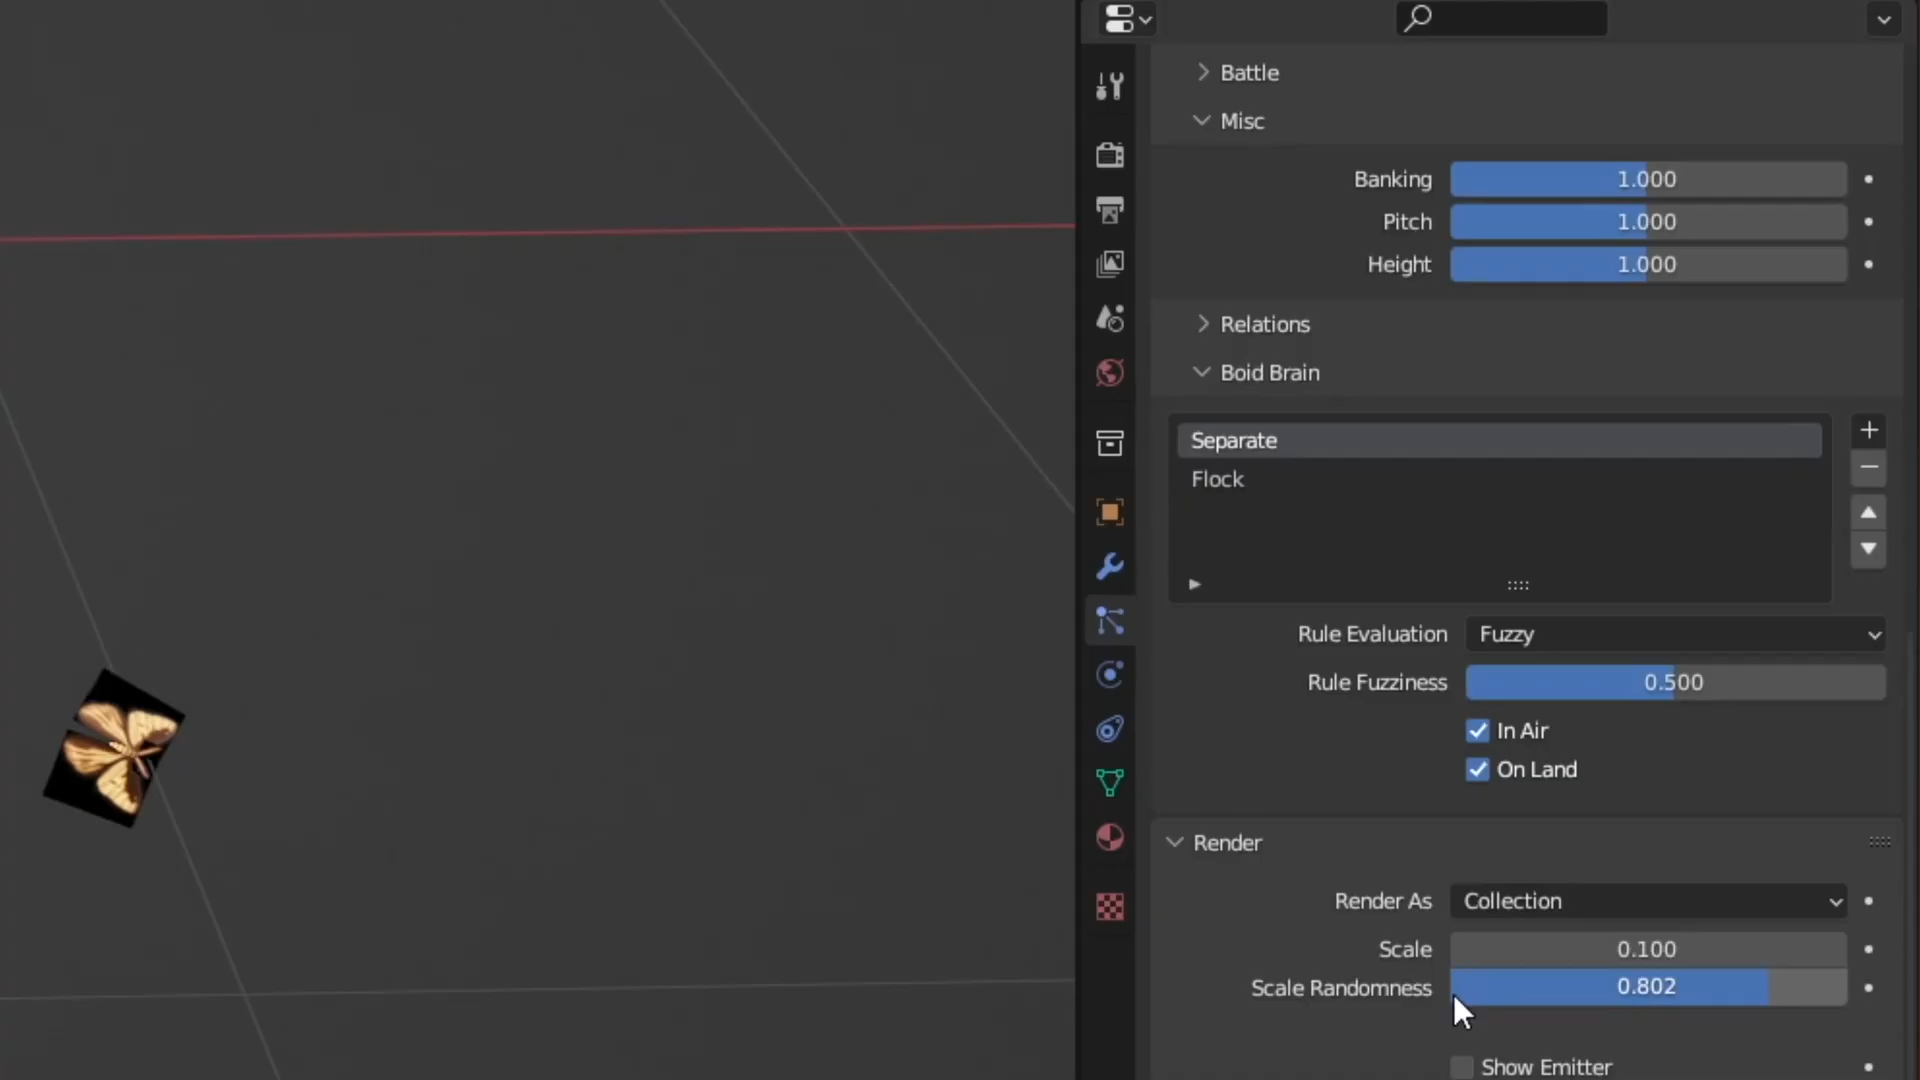 Battle
Misc
Banking 1.000
Pitch 1.000
Height 1.000
Relations
Boid Brain
Separate
Flock
Rule Evaluation Fuzzy
Rule Fuzziness 0.500
In Air
On Land
Render
Render As Collection
Scale 0.100
Scale Randomness 0.802
Show Emitter